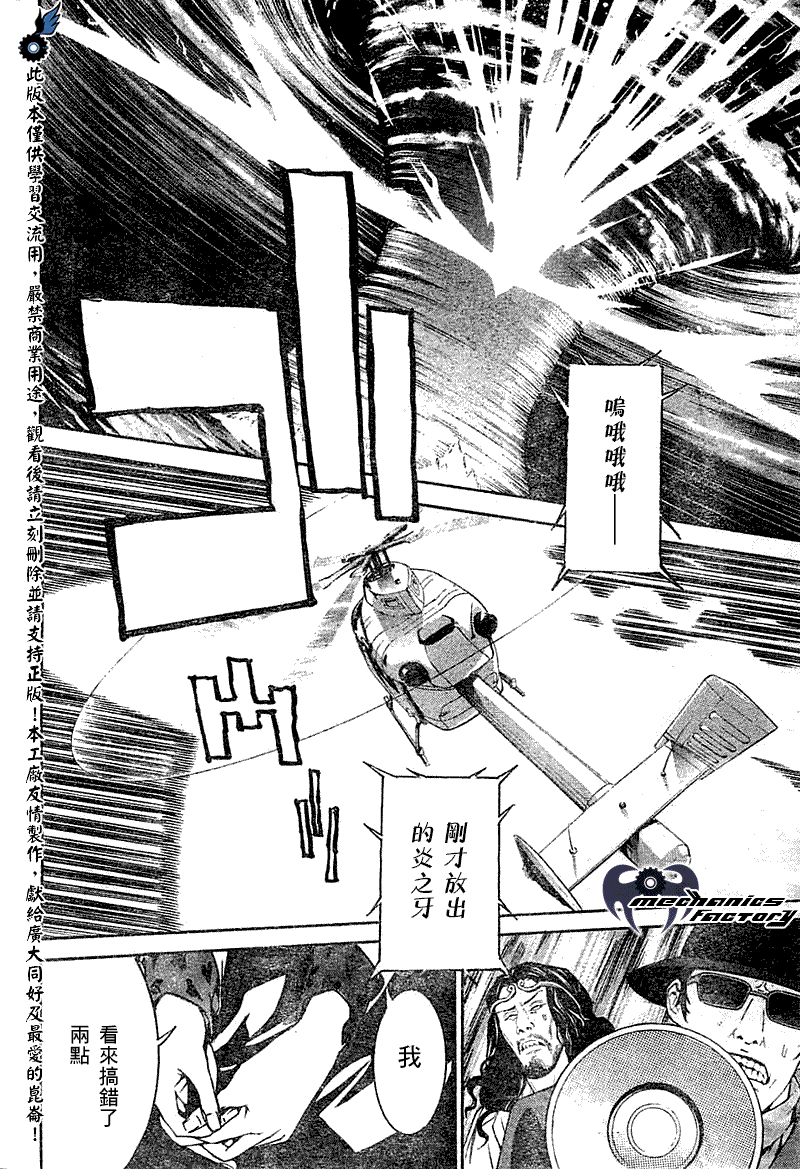 嗚哦哦哦——
剛才放出
的炎之牙
我
看來搞錯了
兩點
此版本僅供學習交流用，嚴禁商業用途，觀看後請立刻刪除並請支持正版！本工廠友情製作，獻給廣大同好及最愛的崑崙！
mechanics
factory